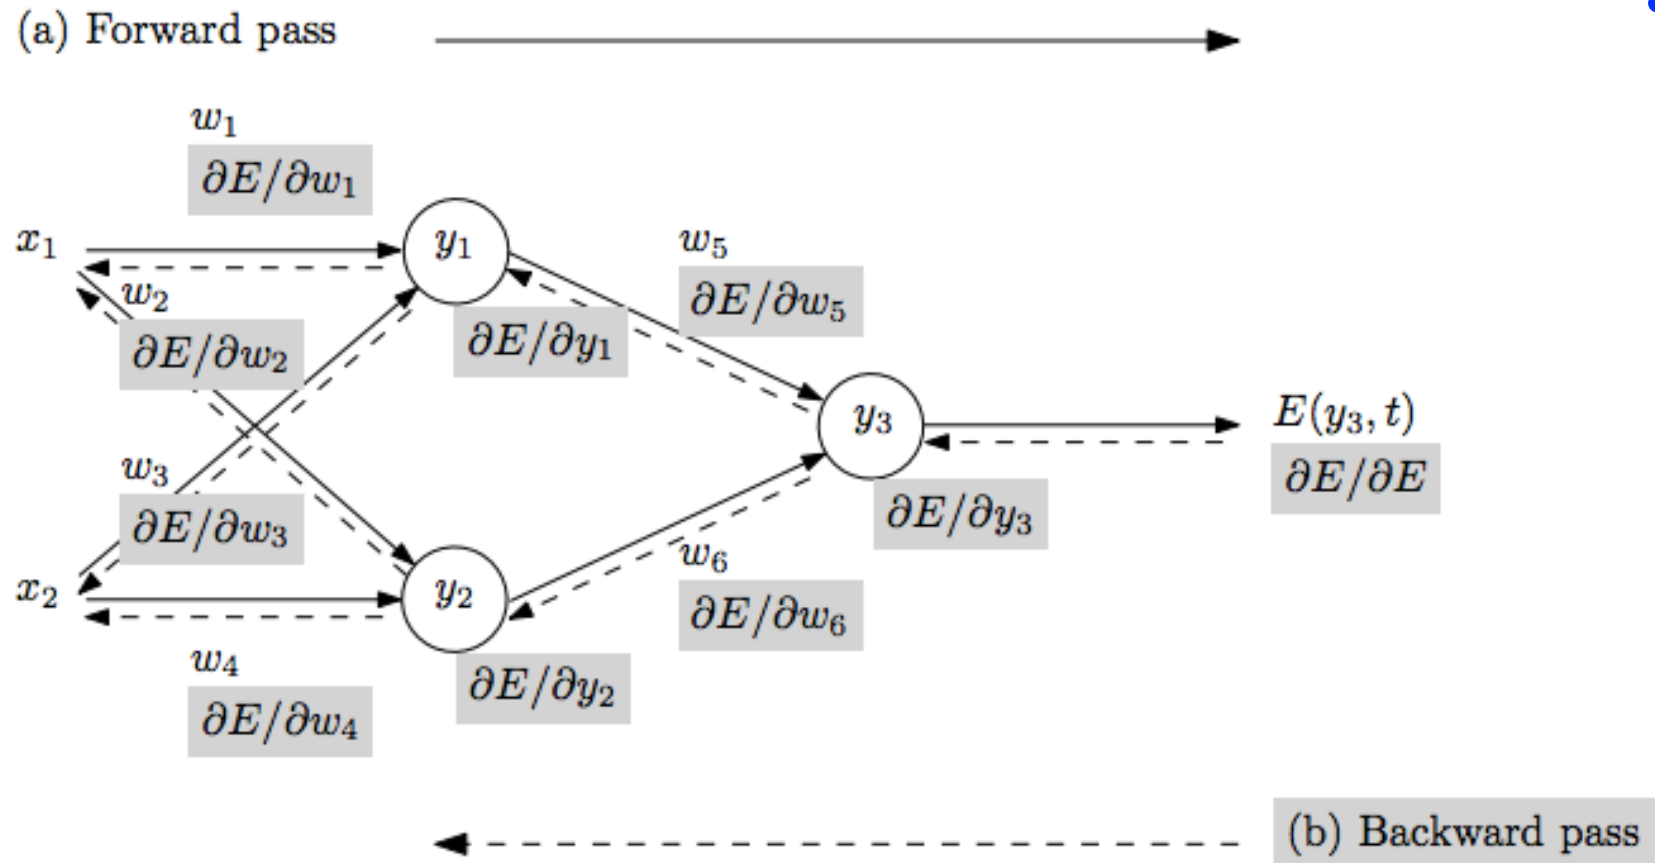 (a) Forward pass
w₁
∂E/∂w₁
x₁
y₁
w₅
∂E/∂w₅
w₂
∂E/∂w₂
∂E/∂y₁
y₃
E(y₃, t)
∂E/∂E
w₃
∂E/∂w₃
∂E/∂y₃
x₂
y₂
w₆
∂E/∂w₆
w₄
∂E/∂w₄
∂E/∂y₂
(b) Backward pass